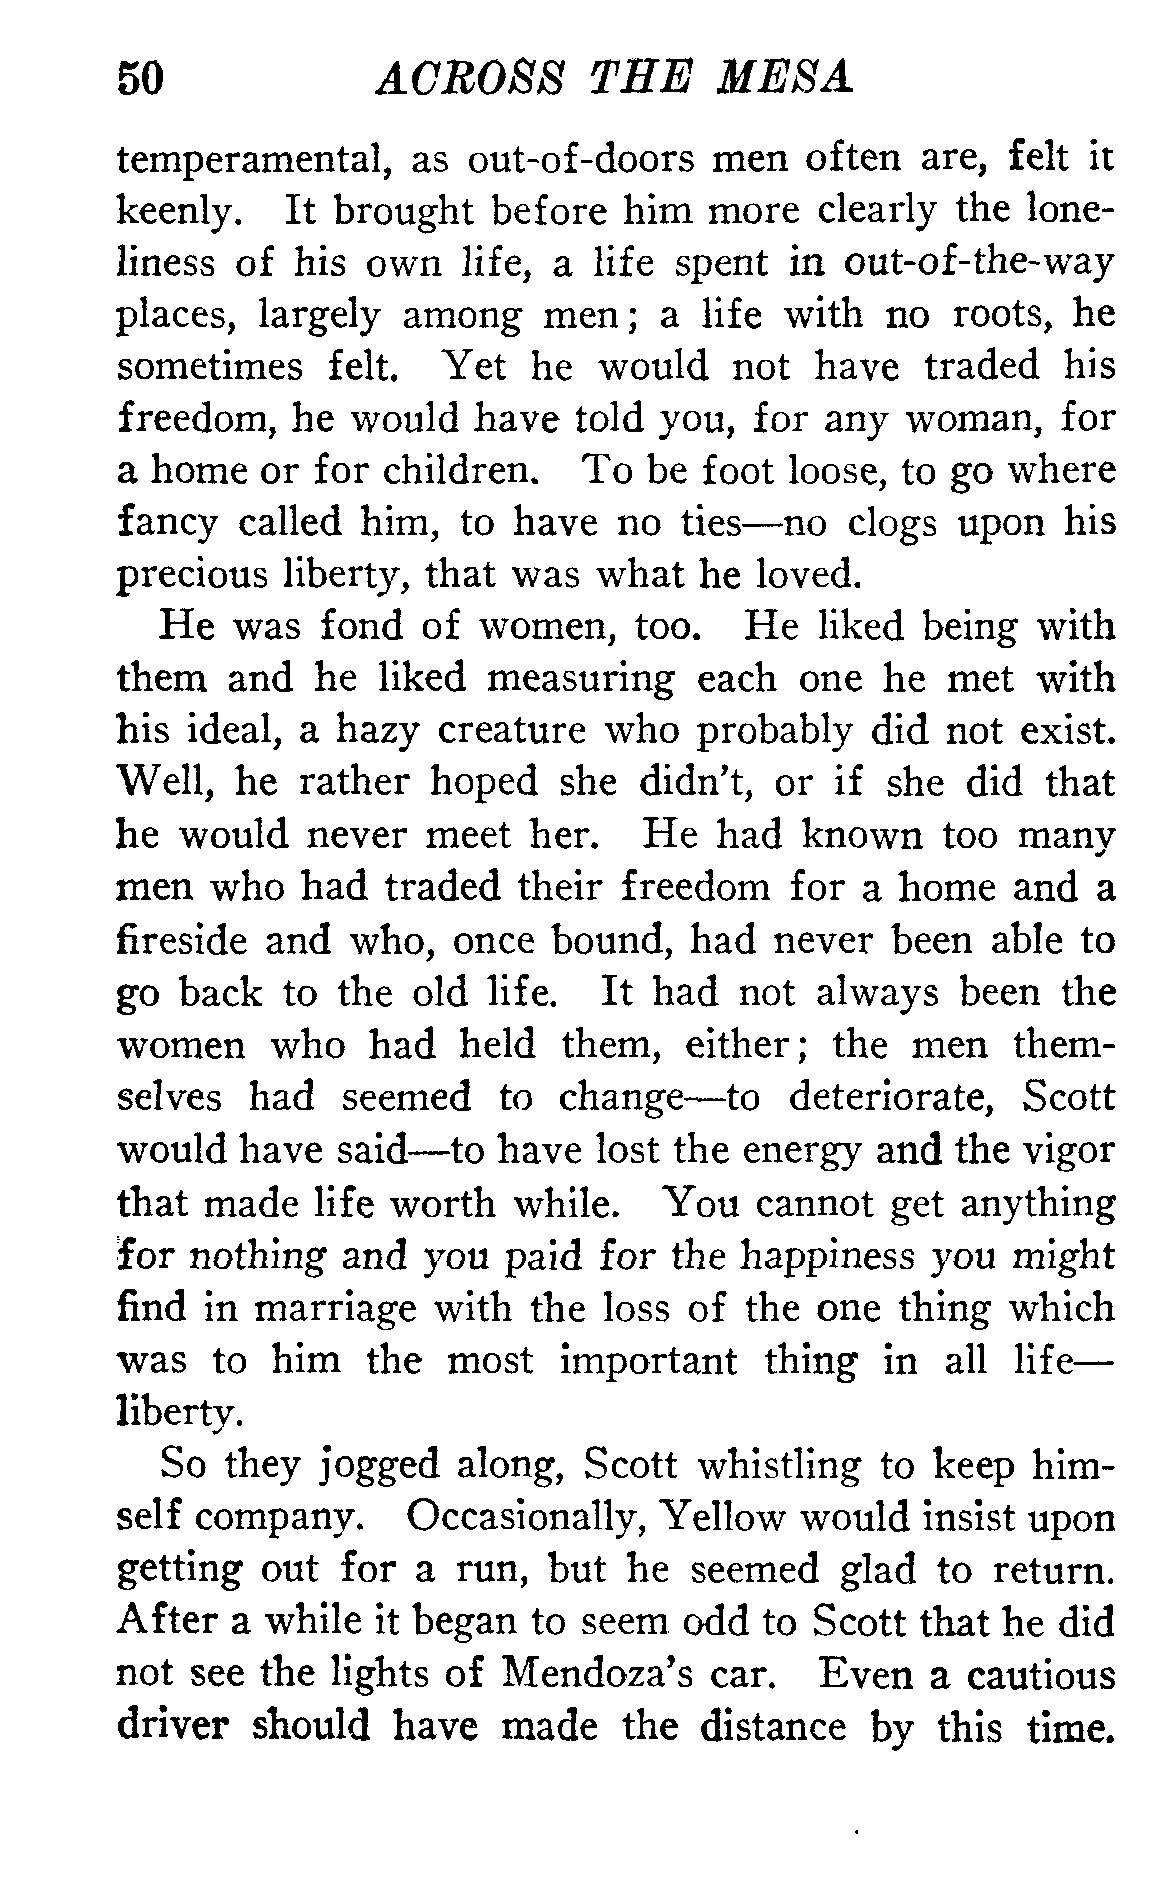 50 ACROSS THE MESA
temperamental, as out-of-doors men often are, felt it
keenly. It brought before him more clearly the lone-
liness of his own life, a life spent in out-of-the-way
places, largely among men; a life with no roots, he
sometimes felt. Yet he would not have traded his
freedom, he would have told you, for any woman, for
a home or for children. To be foot loose, to go where
fancy called him, to have no ties—no clogs upon his
precious liberty, that was what he loved.
He was fond of women, too. He liked being with
them and he liked measuring each one he met with
his ideal, a hazy creature who probably did not exist.
Well, he rather hoped she didn't, or if she did that
he would never meet her. He had known too many
men who had traded their freedom for a home and a
fireside and who, once bound, had never been able to
go back to the old life. It had not always been the
women who had held them, either; the men them-
selves had seemed to change—to deteriorate, Scott
would have said—to have lost the energy and the vigor
that made life worth while. You cannot get anything
for nothing and you paid for the happiness you might
find in marriage with the loss of the one thing which
was to him the most important thing in all life—
liberty.
So they jogged along, Scott whistling to keep him-
self company. Occasionally, Yellow would insist upon
getting out for a run, but he seemed glad to return.
After a while it began to seem odd to Scott that he did
not see the lights of Mendoza's car. Even a cautious
driver should have made the distance by this time.